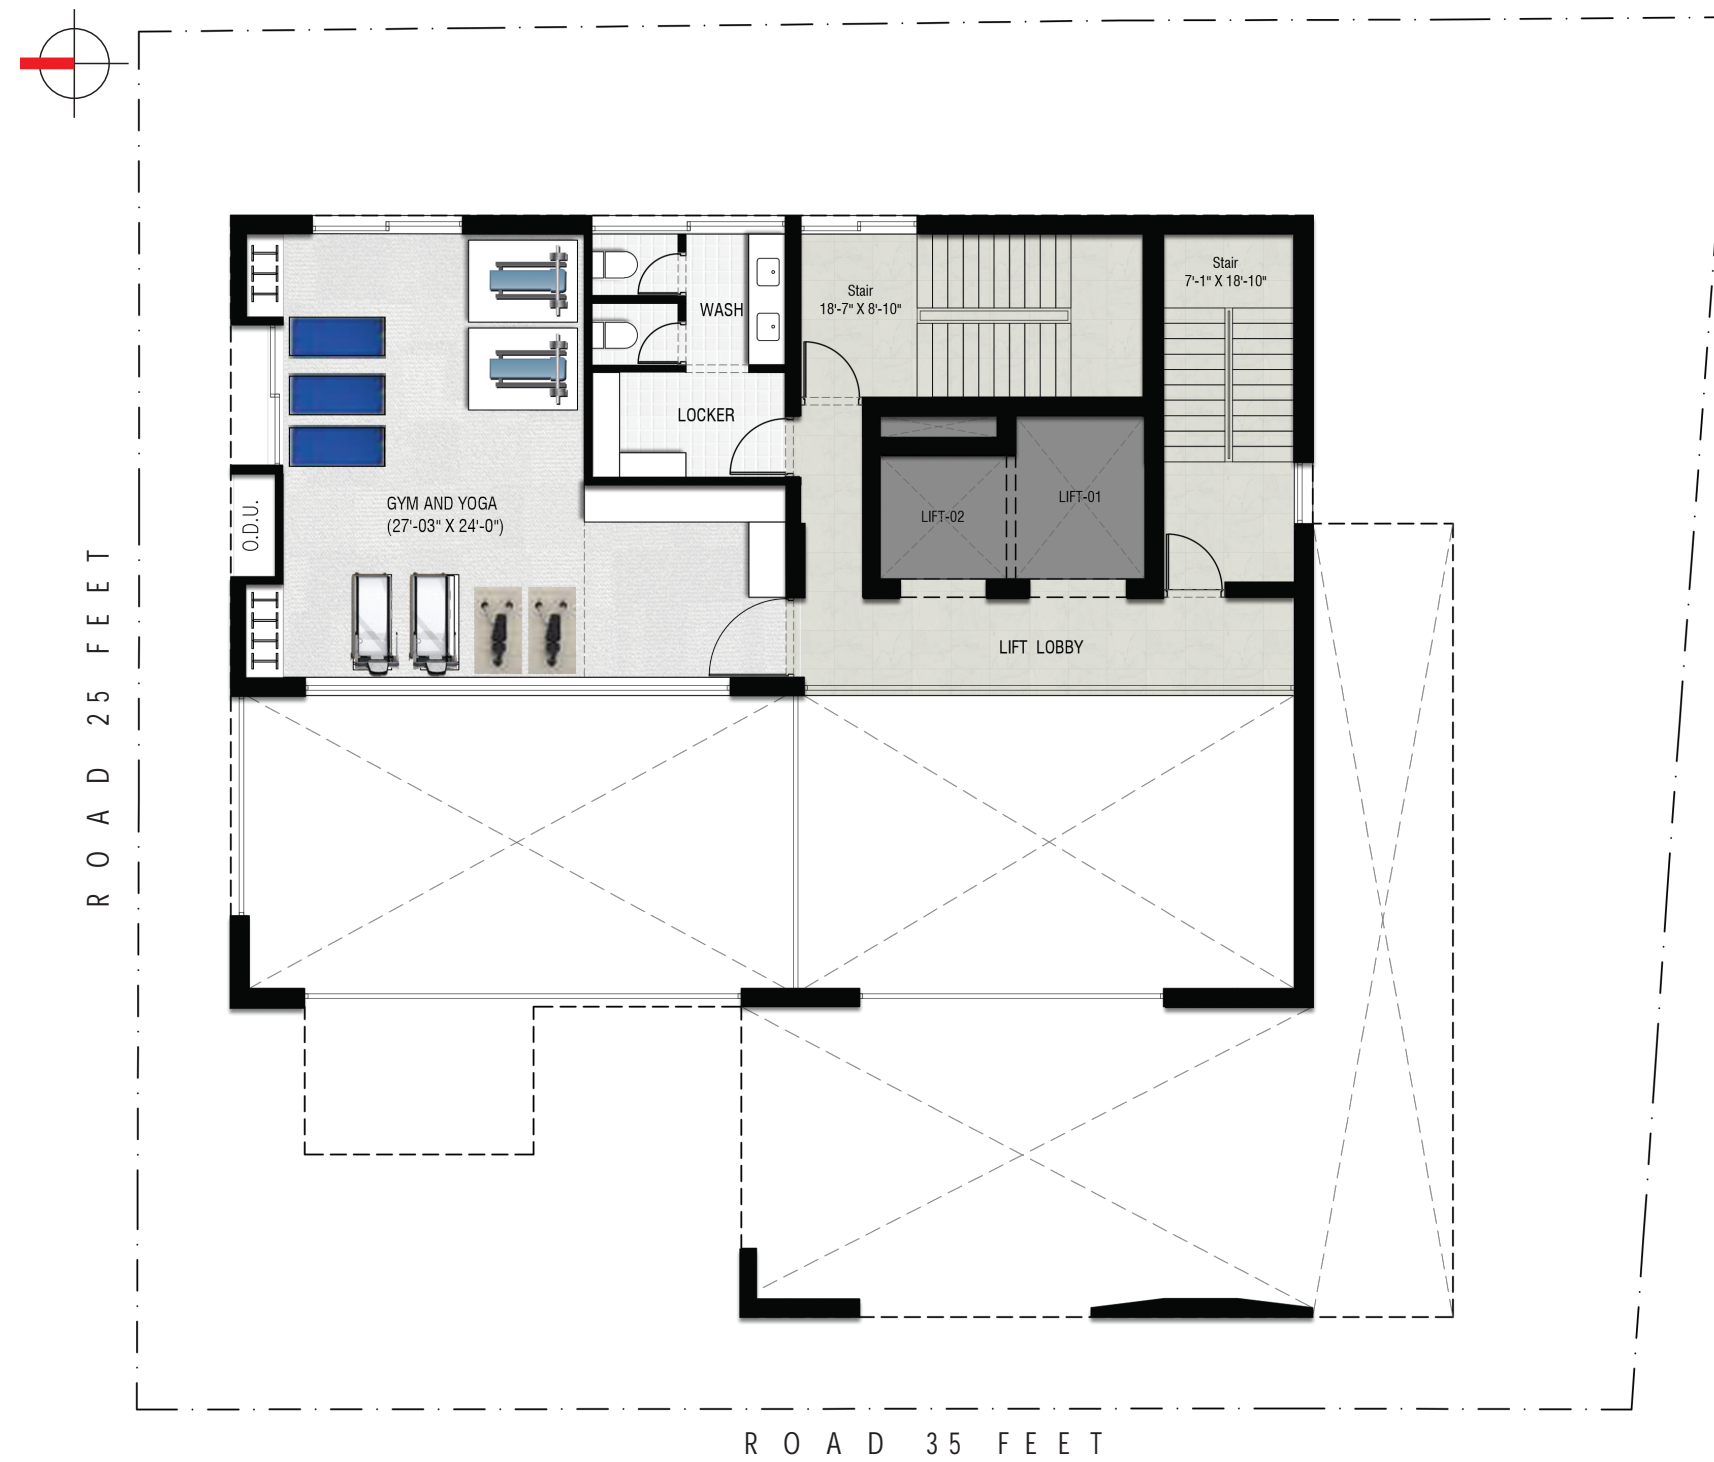 Stair
7'-1" X 18'-10"
Stair
18'-7" X 8'-10"
WASH
LOCKER
GYM AND YOGA
(27'-03" X 24'-0")
LIFT-01
LIFT-02
O.D.U.
LIFT LOBBY
ROAD 25 FEET
ROAD 35 FEET